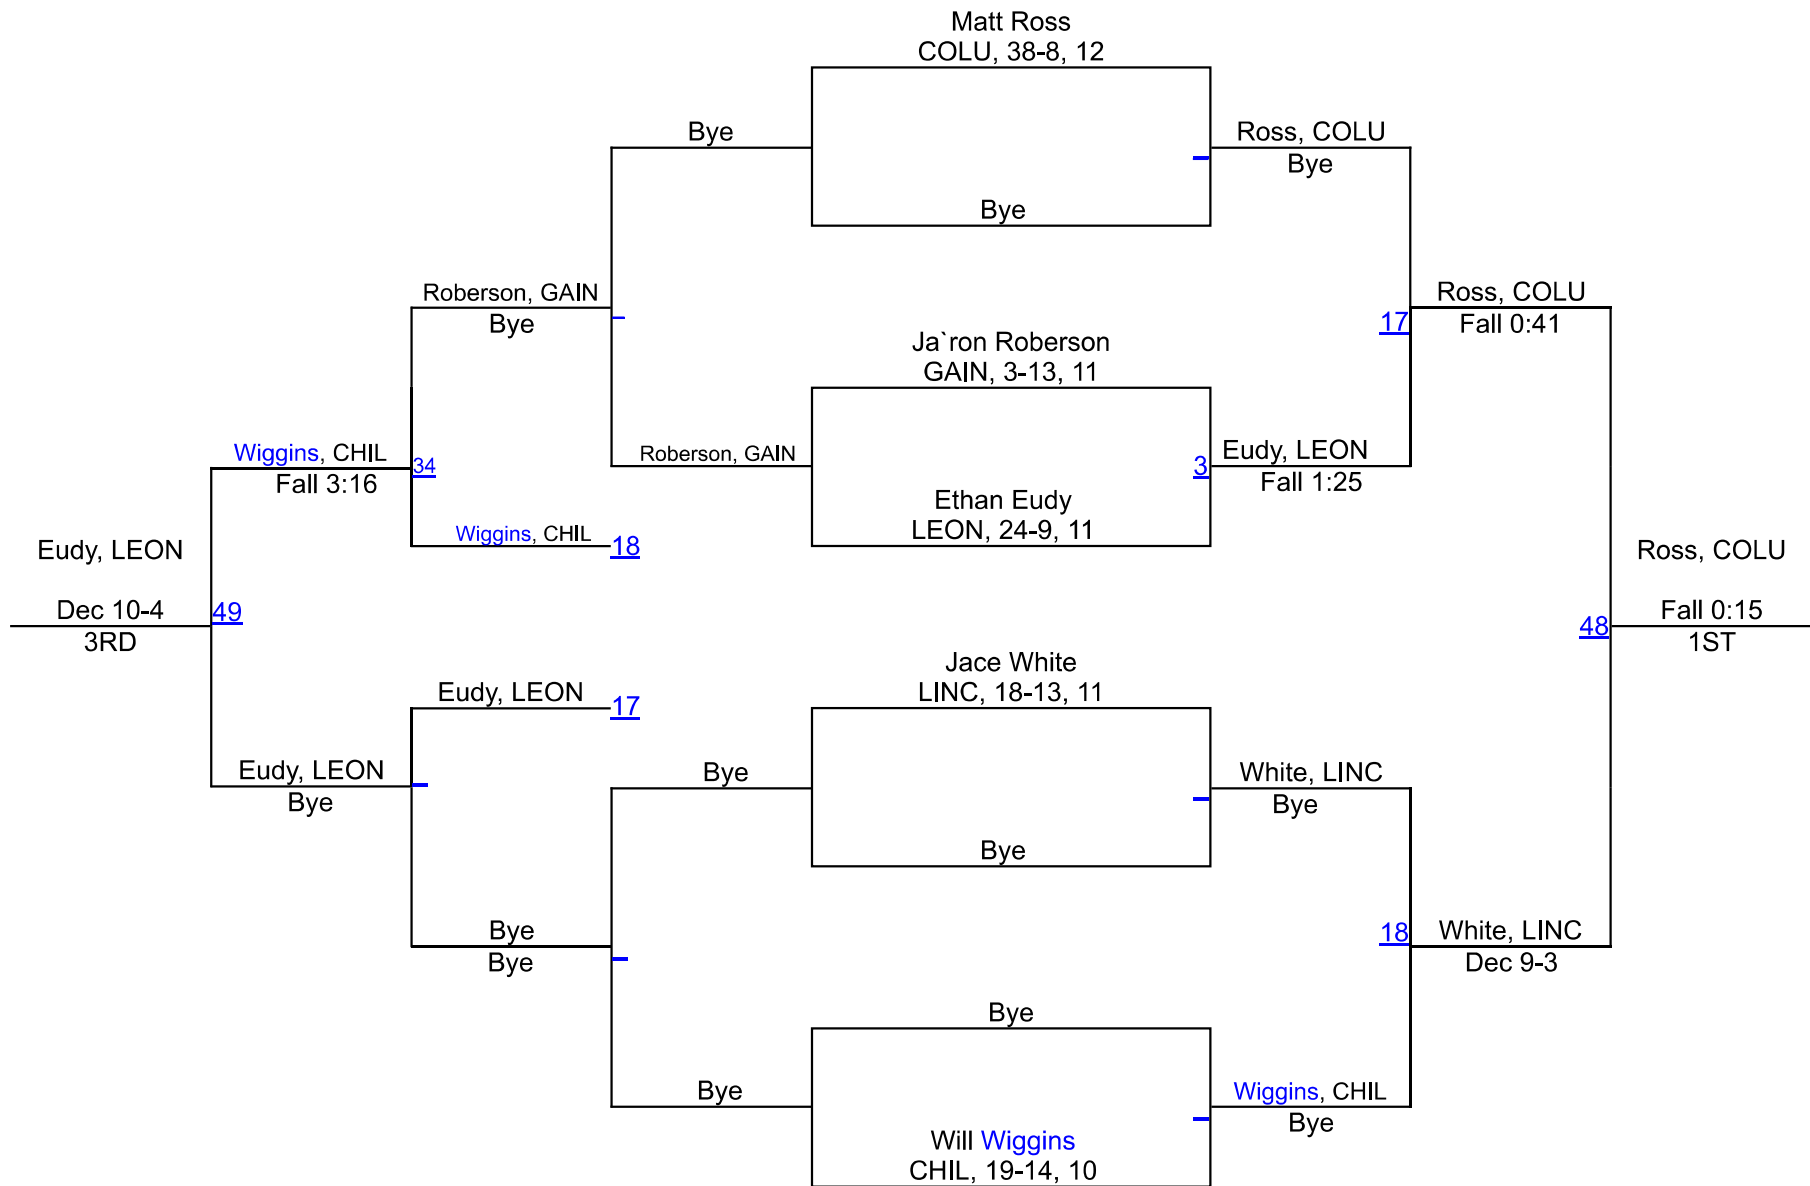 Matt Ross
COLU, 38-8, 12
Bye
Ross, COLU
Bye
Bye
Roberson, GAIN
Bye
Ross, COLU
17
Fall 0:41
Ja`ron Roberson
GAIN, 3-13, 11
Wiggins, CHIL
34
Fall 3:16
Roberson, GAIN
3
Eudy, LEON
Fall 1:25
Ethan Eudy
LEON, 24-9, 11
Wiggins, CHIL
18
Eudy, LEON
Dec 10-4
49
3RD
Ross, COLU
48
Fall 0:15
1ST
Jace White
LINC, 18-13, 11
Eudy, LEON
17
Eudy, LEON
Bye
Bye
White, LINC
Bye
Bye
Bye
Bye
18
White, LINC
Dec 9-3
Bye
Bye
Wiggins, CHIL
Bye
Will Wiggins
CHIL, 19-14, 10